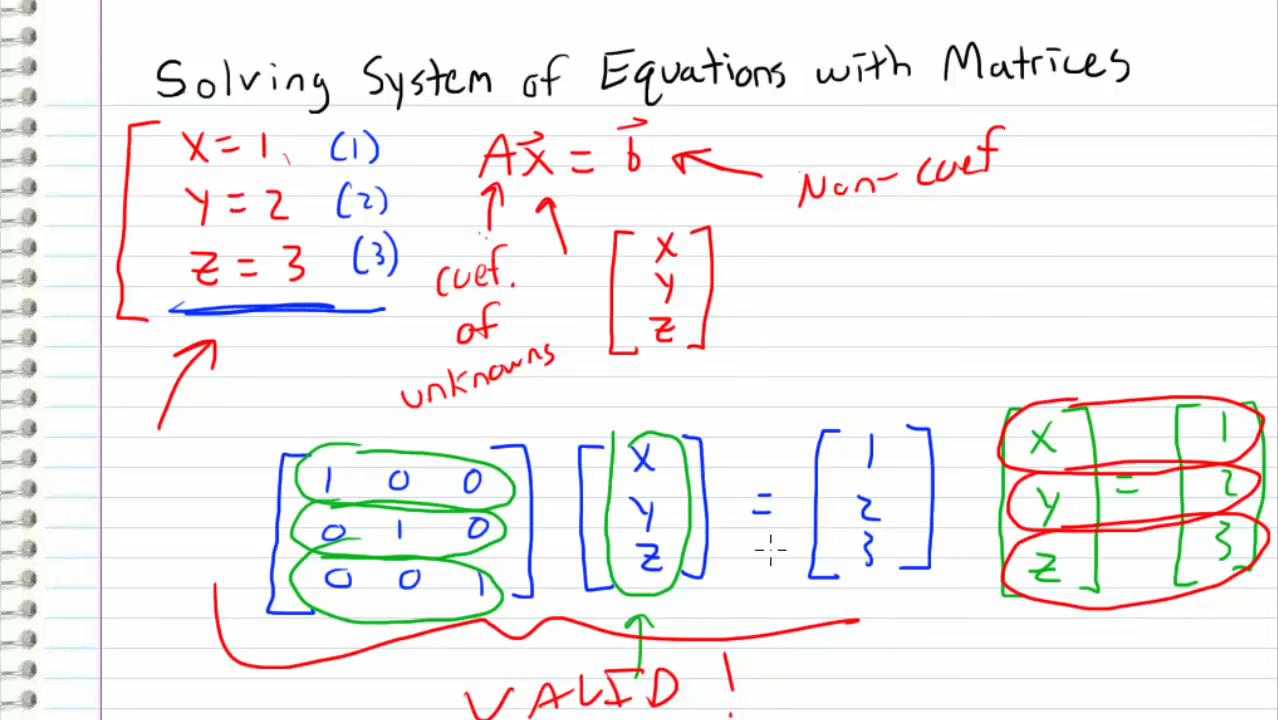 Solving System of Equations with Matrices
x = 1, (1)
y = 2 (2)
z = 3 (3)
Ax⃗ = b⃗
Non-coef
coef.
of
unknowns
[x
y
z]
[1 0 0
0 1 0
0 0 1]
[x
y
z]
=
[1
2
3]
[x
y
z]
=
[1
2
3]
VALID !